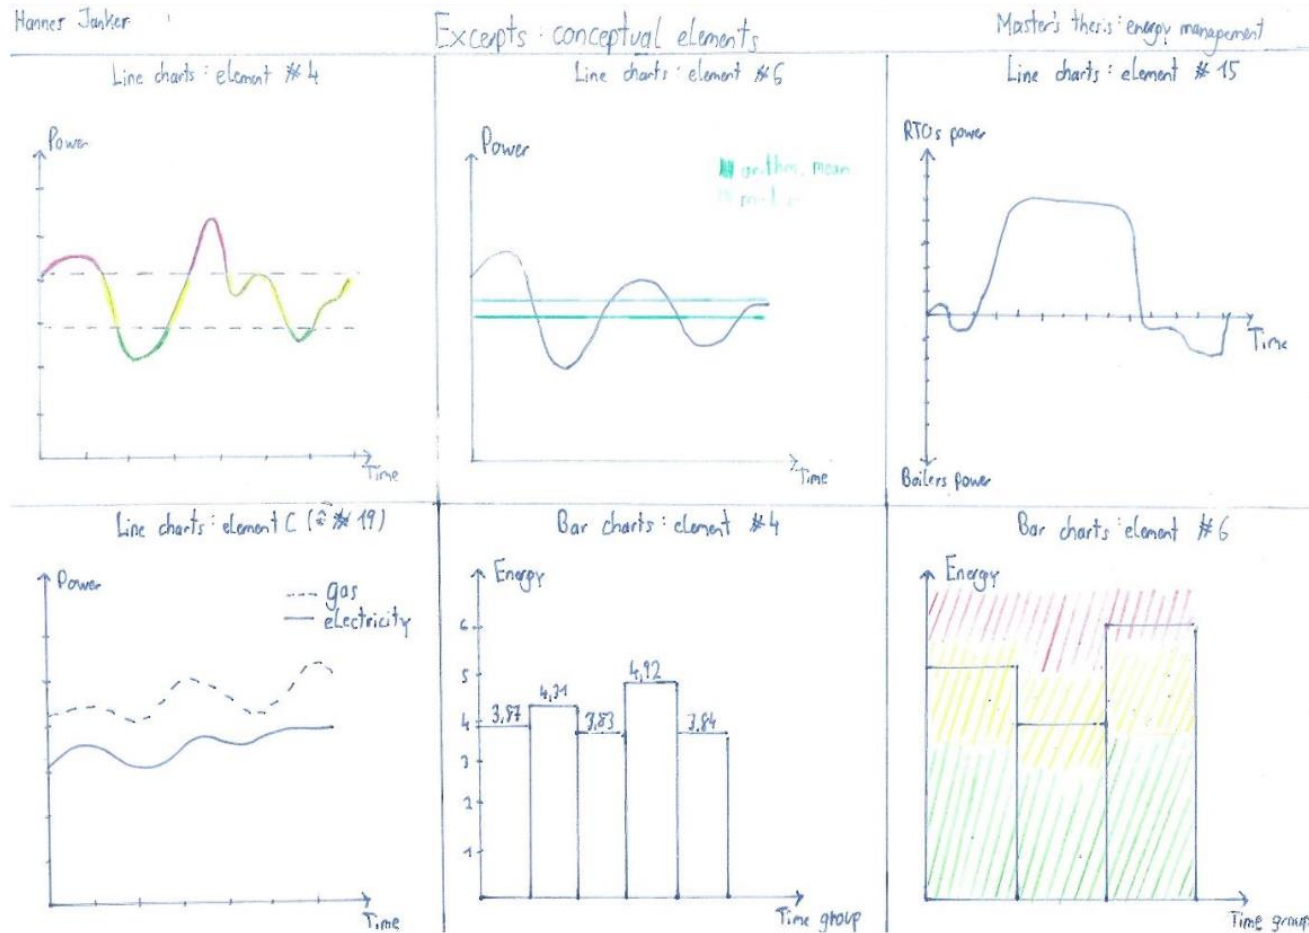 Hannes Janker
Excerpts : conceptual elements
Master's thesis : energy management
Line charts : element # 4
Power
Time
Line charts : element # 6
Power
arithm. mean
Time
Line charts : element # 15
RTOs power
Time
Boilers power
Line charts : element C (≙ # 19)
Power
gas
electricity
Time
Bar charts : element # 4
Energy
6
5
4
3
2
1
3,87
4,31
3,83
4,92
3,84
Time group
Bar charts : element # 6
Energy
Time group